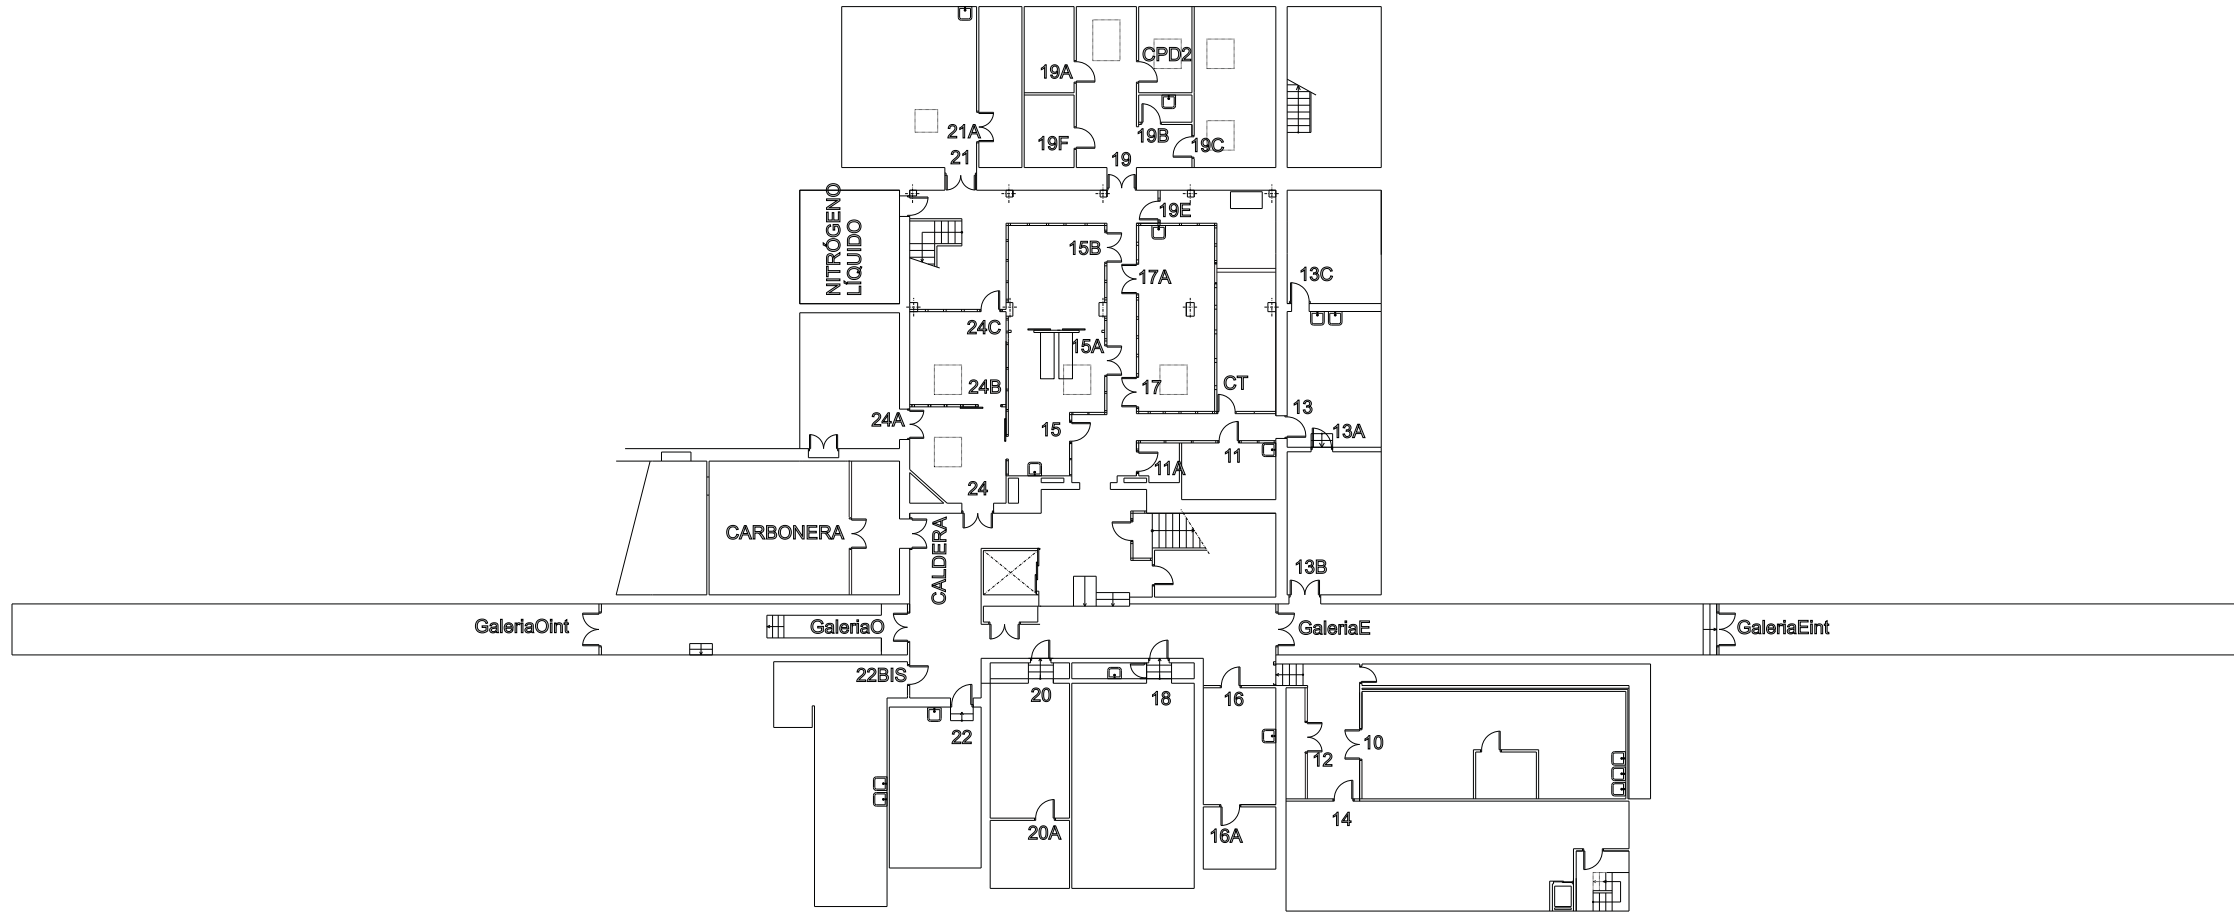 CPD2
19A
21A
19B
19F
19C
21
19
NITRÓGENO
LÍQUIDO
19E
15B
13C
17A
24C
15A
CT
24B
17
13
24A
15
13A
11
11A
24
CARBONERA
CALDERA
13B
GaleriaOint
GaleriaO
GaleriaE
GaleriaEint
22BIS
20
18
16
22
10
12
14
20A
16A